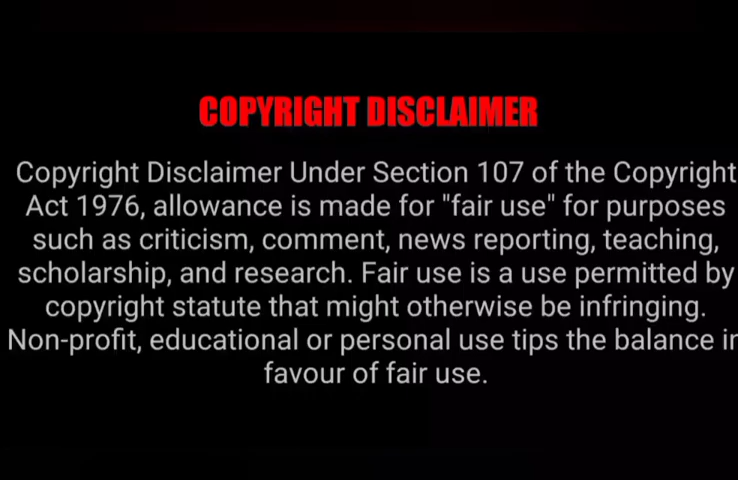 COPYRIGHT DISCLAIMER
Copyright Disclaimer Under Section 107 of the Copyright
Act 1976, allowance is made for "fair use" for purposes
such as criticism, comment, news reporting, teaching,
scholarship, and research. Fair use is a use permitted by
copyright statute that might otherwise be infringing.
Non-profit, educational or personal use tips the balance in
favour of fair use.